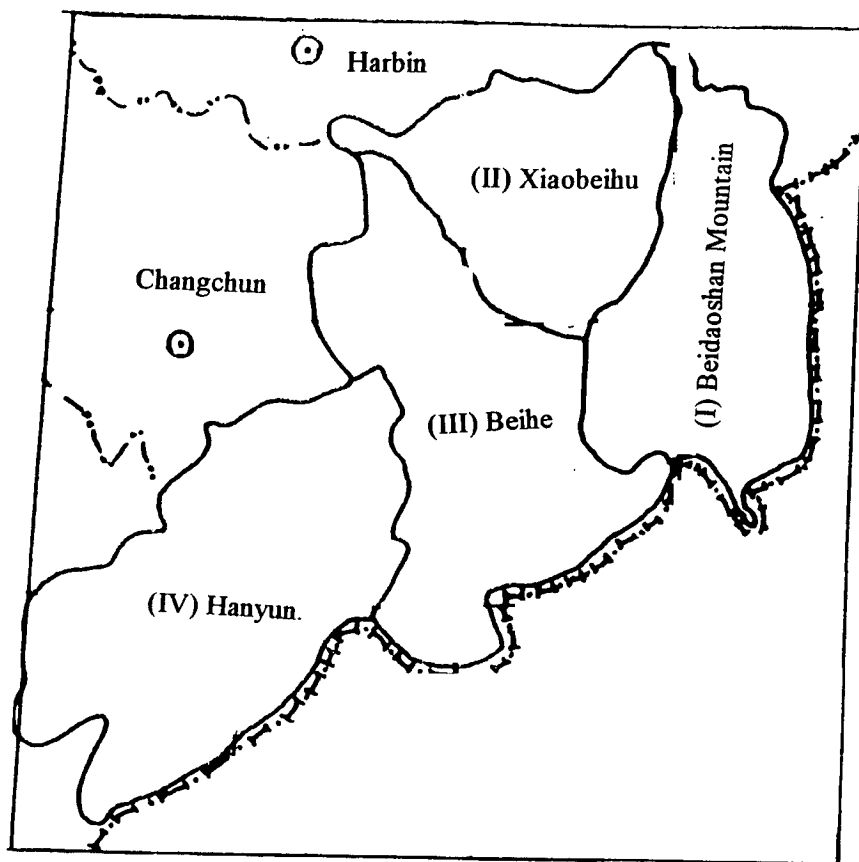 Harbin
(II) Xiaobeihu
(I) Beidaoshan Mountain
Changchun
(III) Beihe
(IV) Hanyun.